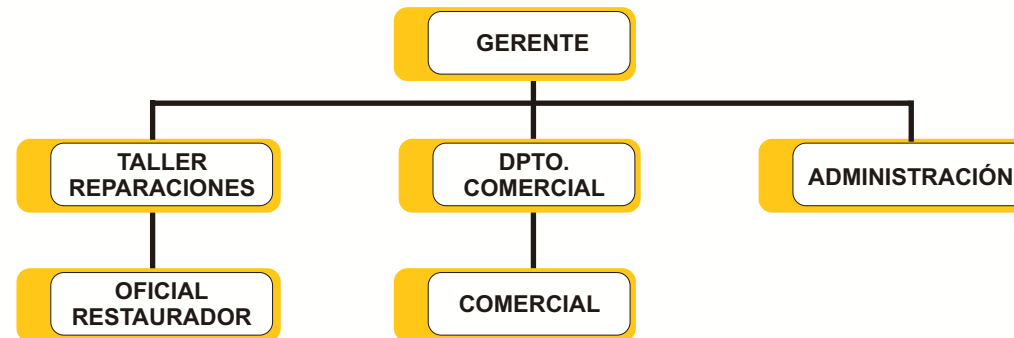 GERENTE
TALLER
REPARACIONES
DPTO.
COMERCIAL
ADMINISTRACIÓN
OFICIAL
RESTAURADOR
COMERCIAL